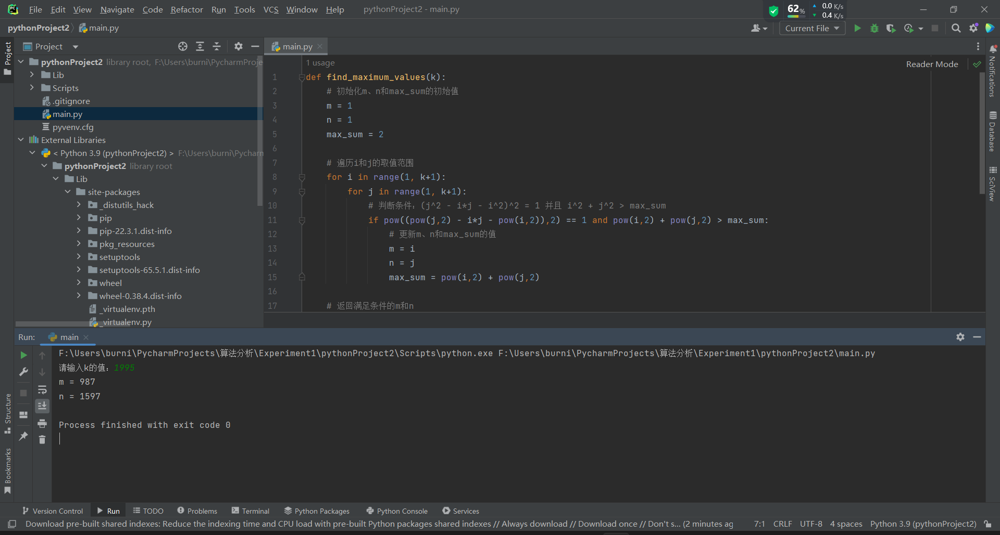 File Edit View Navigate Code Refactor Run Tools VCS Window Help pythonProject2 - main.py
62% 0.0 K/s
0.4 K/s
pythonProject2 main.py
Current File
Project
Project
main.py
pythonProject2 library root, F:\Users\burni\PycharmProje
Lib
Scripts
.gitignore
main.py
pyvenv.cfg
External Libraries
< Python 3.9 (pythonProject2) > F:\Users\burni\Pycharm
pythonProject2 library root
Lib
site-packages
_distutils_hack
pip
pip-22.3.1.dist-info
pkg_resources
setuptools
setuptools-65.5.1.dist-info
wheel
wheel-0.38.4.dist-info
_virtualenv.pth
_virtualenv.py
1 usage
Reader Mode
1 def find_maximum_values(k):
2 # 初始化m、n和max_sum的初始值
3 m = 1
4 n = 1
5 max_sum = 2
6
7 # 遍历i和j的取值范围
8 for i in range(1, k+1):
9 for j in range(1, k+1):
10 # 判断条件：(j^2 - i*j - i^2)^2 = 1 并且 i^2 + j^2 > max_sum
11 if pow((pow(j,2) - i*j - pow(i,2)),2) == 1 and pow(i,2) + pow(j,2) > max_sum:
12 # 更新m、n和max_sum的值
13 m = i
14 n = j
15 max_sum = pow(i,2) + pow(j,2)
16
17 # 返回满足条件的m和n
Notifications
Database
SciView
Run: main
F:\Users\burni\PycharmProjects\算法分析\Experiment1\pythonProject2\Scripts\python.exe F:\Users\burni\PycharmProjects\算法分析\Experiment1\pythonProject2\main.py
请输入k的值：1995
m = 987
n = 1597
Process finished with exit code 0
Structure
Bookmarks
Version Control Run TODO Problems Terminal Python Packages Python Console Services
Download pre-built shared indexes: Reduce the indexing time and CPU load with pre-built Python packages shared indexes // Always download // Download once // Don't s... (2 minutes ag 7:1 CRLF UTF-8 4 spaces Python 3.9 (pythonProject2)